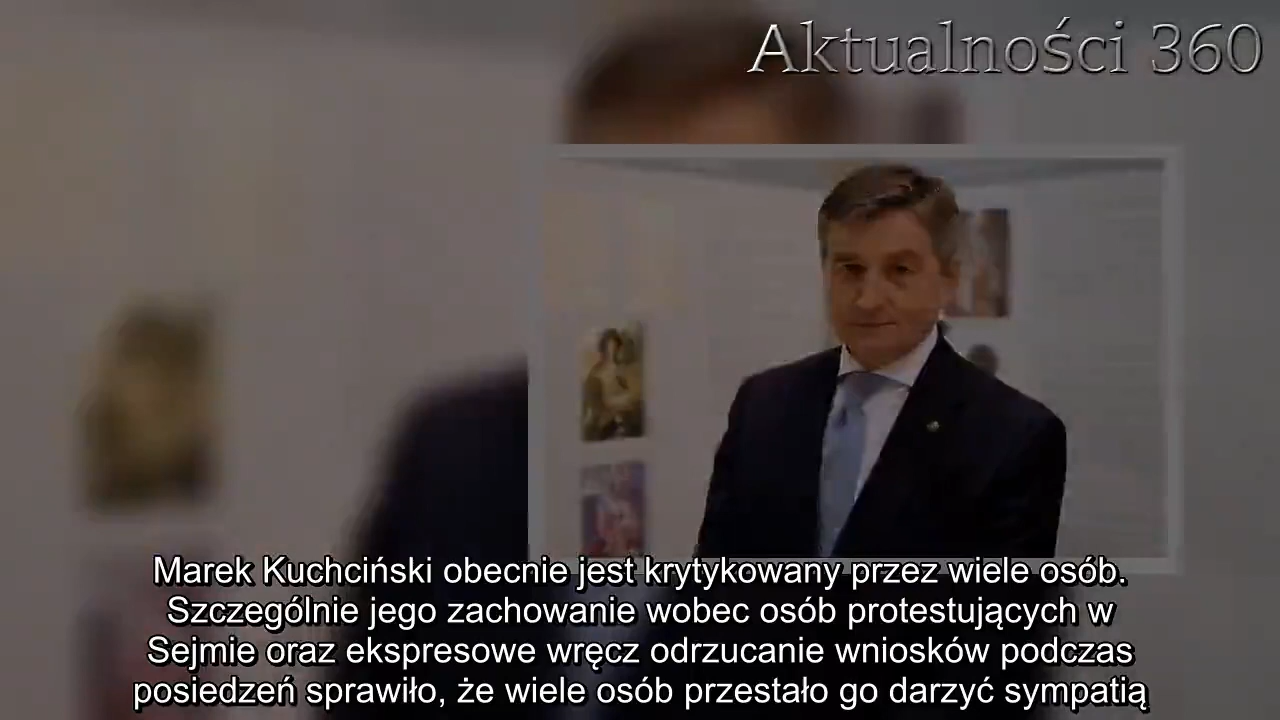 Aktualności 360
Marek Kuchciński obecnie jest krytykowany przez wiele osób.
Szczególnie jego zachowanie wobec osób protestujących w
Sejmie oraz ekspresowe wręcz odrzucanie wniosków podczas
posiedzeń sprawiło, że wiele osób przestało go darzyć sympatią